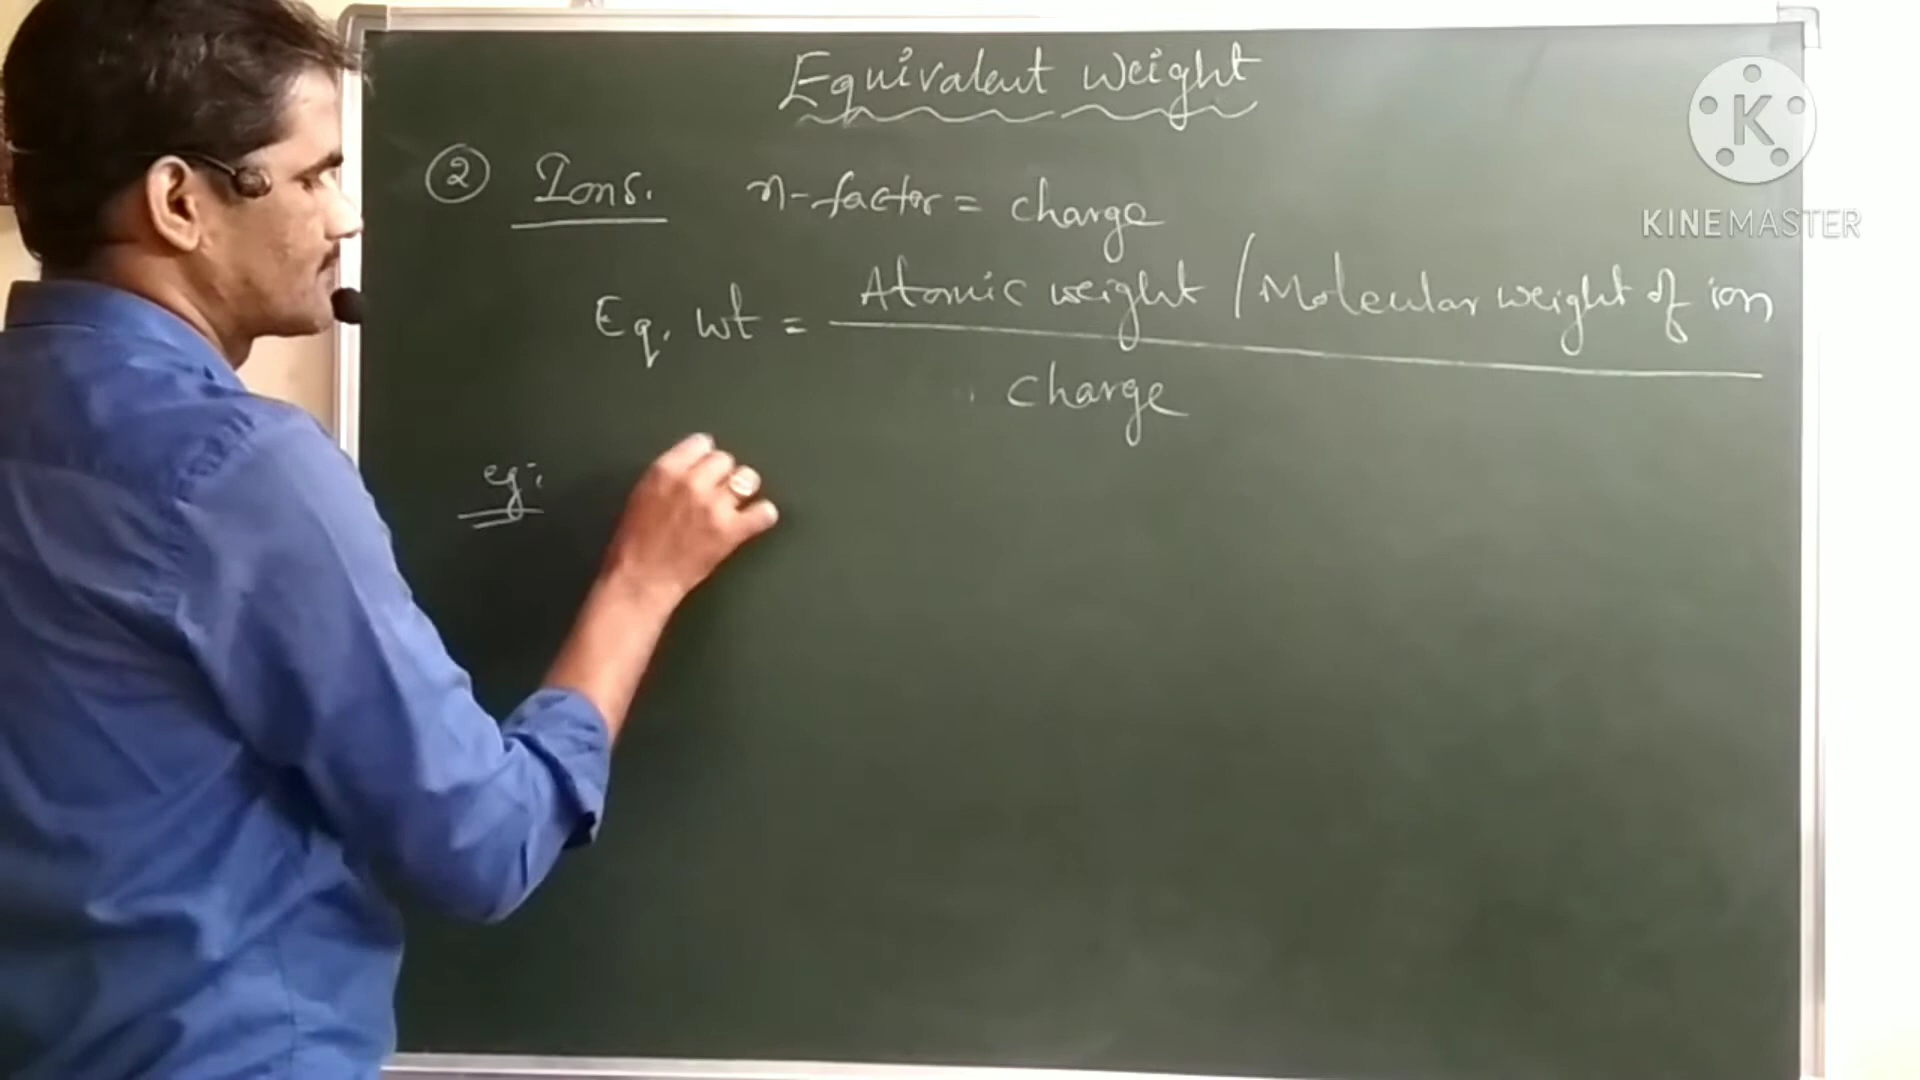 Equivalent weight
② Ions. n-factor = charge
Eq. wt = Atomic weight / Molecular weight of ion
charge
eg:
K
KINEMASTER